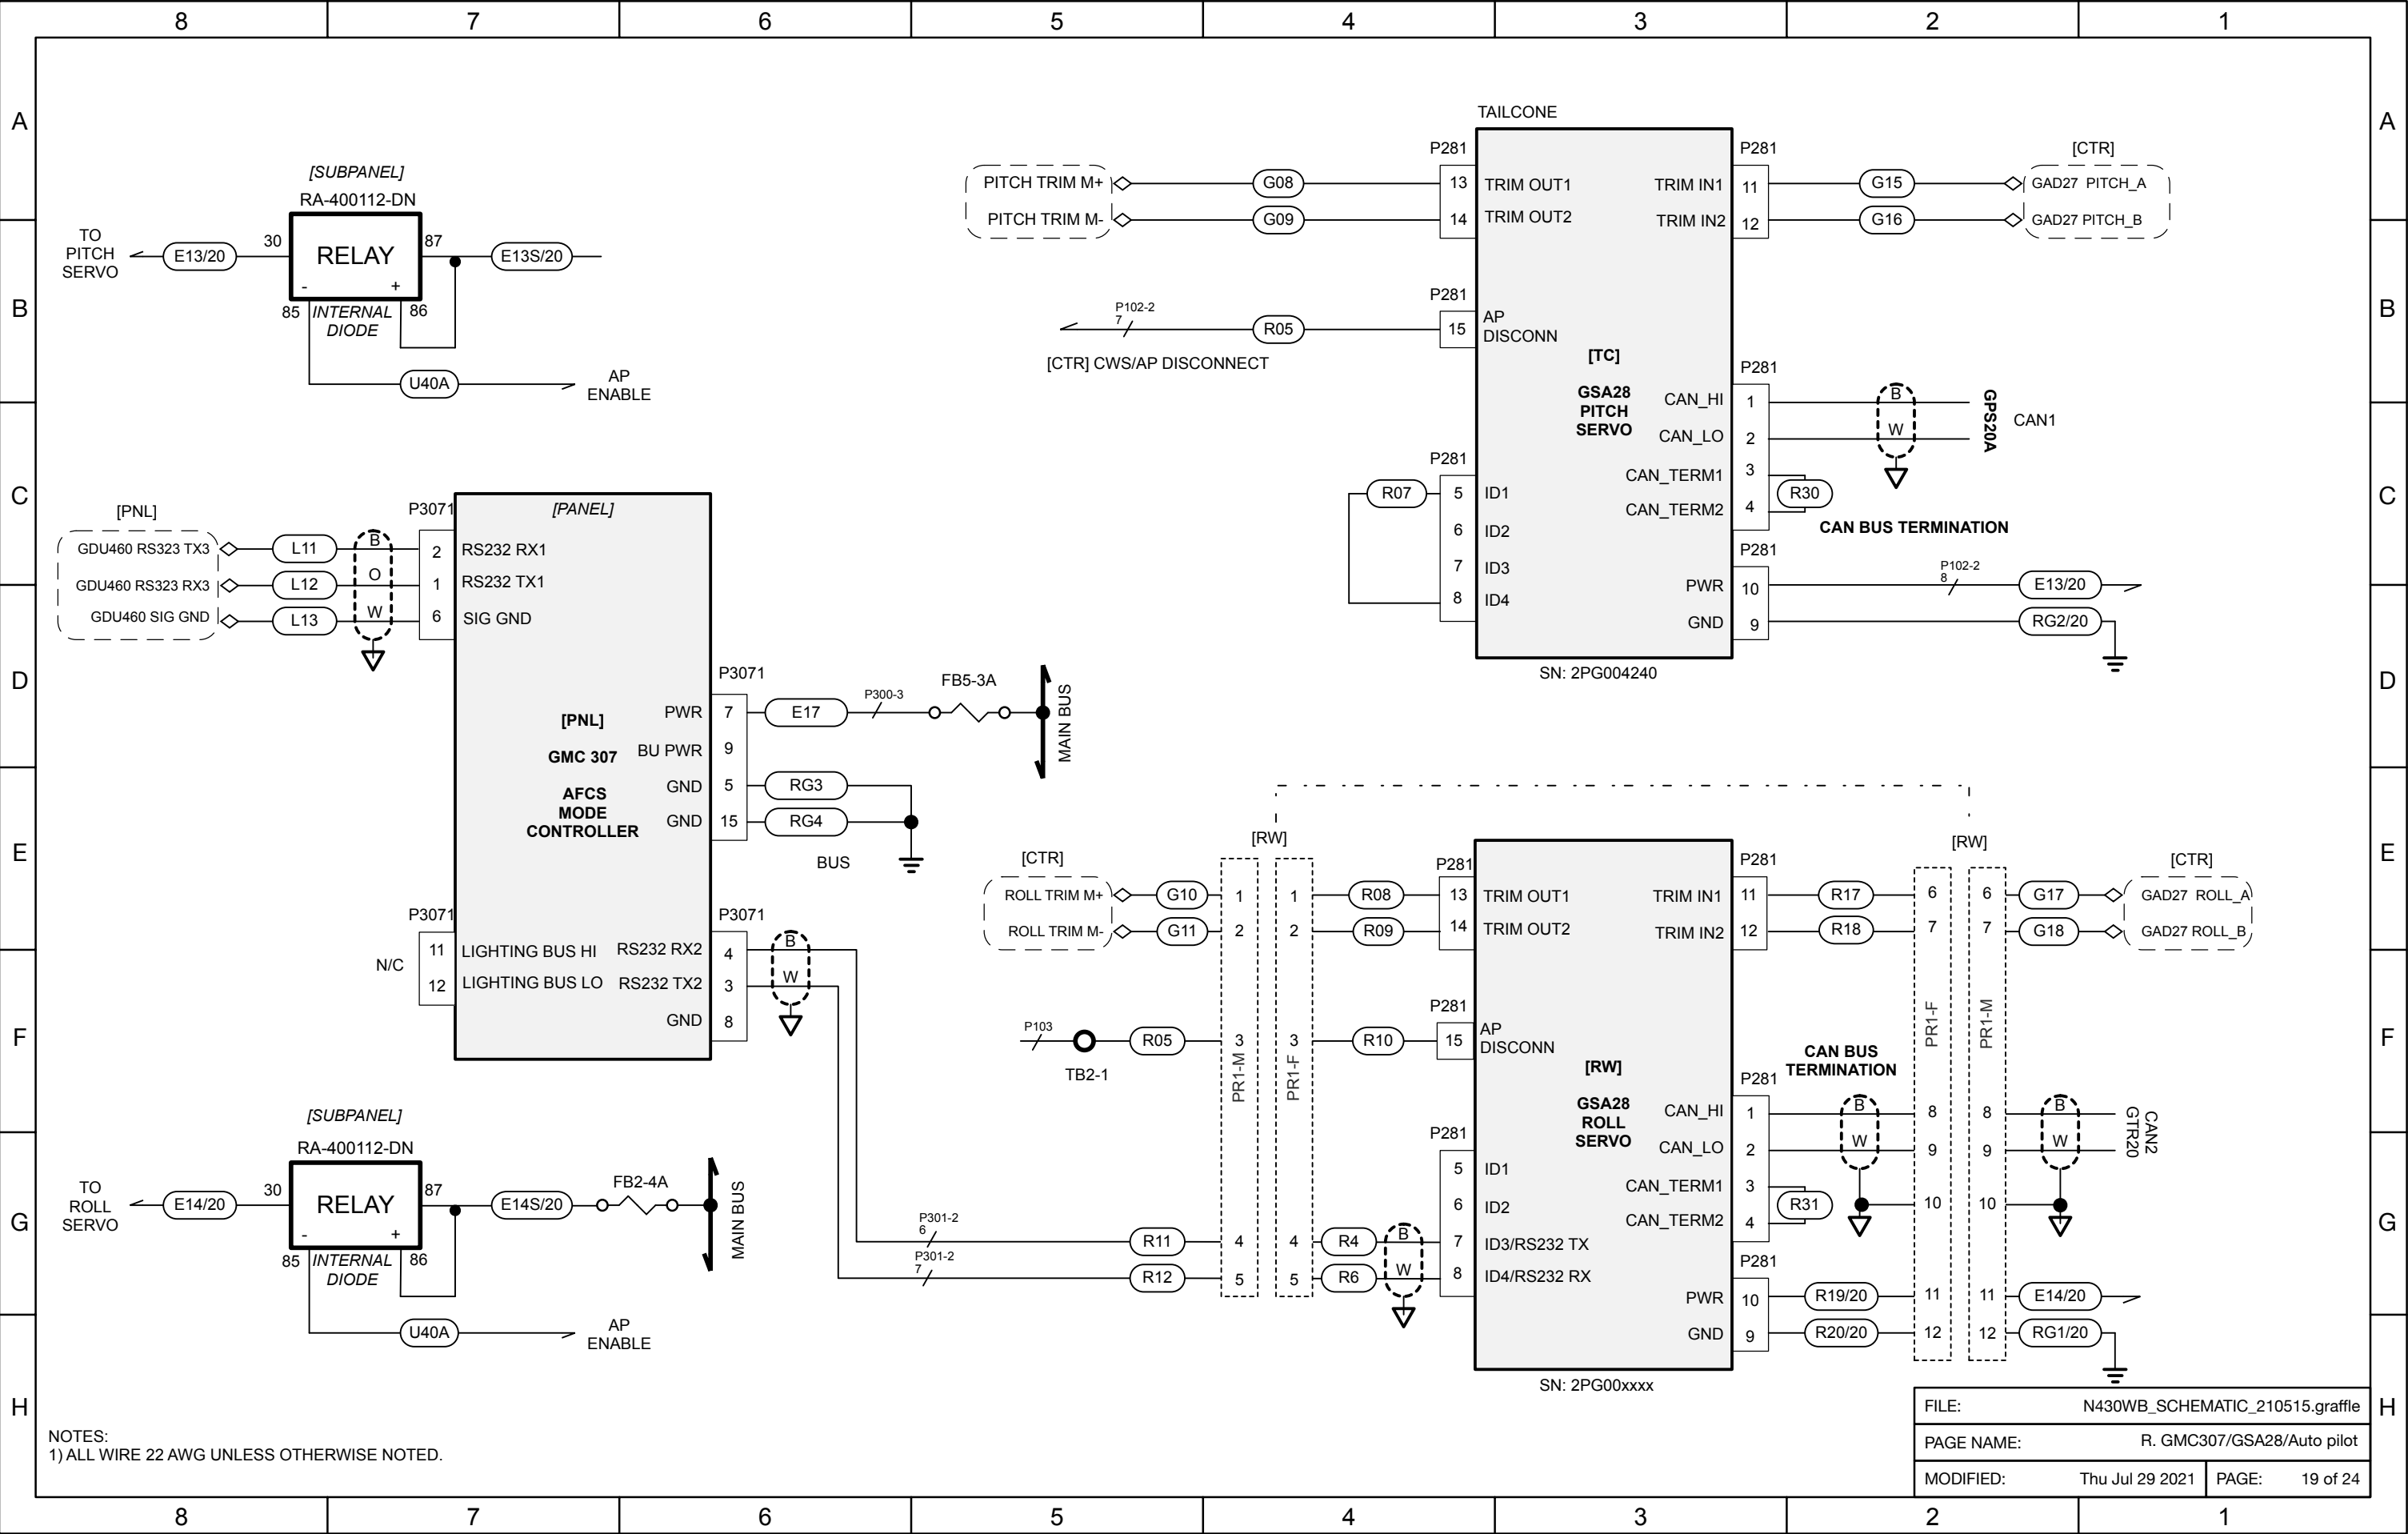 8 7 6 5 4 3 2 1
A
B
C
D
E
F
G
H
A
B
C
D
E
F
G
H
8 7 6 5 4 3 2 1
[SUBPANEL]
RA-400112-DN
TO
PITCH
SERVO
E13/20
30
RELAY
87
E13S/20
-
+
85
INTERNAL
DIODE
86
U40A
AP
ENABLE
[PNL]
GDU460 RS323 TX3
GDU460 RS323 RX3
GDU460 SIG GND
L11
L12
L13
B
O
W
P3071
2
1
6
[PANEL]
RS232 RX1
RS232 TX1
SIG GND
[PNL]
GMC 307
AFCS
MODE
CONTROLLER
P3071
PWR 7 E17
P300-3
FB5-3A
MAIN BUS
BU PWR 9
GND 5 RG3
GND 15 RG4
BUS
P3071
N/C
11 LIGHTING BUS HI
12 LIGHTING BUS LO
P3071
RS232 RX2 4 B
RS232 TX2 3 W
GND 8
[SUBPANEL]
RA-400112-DN
TO
ROLL
SERVO
E14/20
30
RELAY
87
E14S/20
FB2-4A
MAIN BUS
-
+
85
INTERNAL
DIODE
86
U40A
AP
ENABLE
P301-2
6
P301-2
7
R11
R12
TAILCONE
P281
PITCH TRIM M+ G08 13 TRIM OUT1
PITCH TRIM M- G09 14 TRIM OUT2
P281
TRIM IN1 11 G15
TRIM IN2 12 G16
[CTR]
GAD27 PITCH_A
GAD27 PITCH_B
P281
P102-2
7
R05
15
AP
DISCONN
[CTR] CWS/AP DISCONNECT
[TC]
GSA28
PITCH
SERVO
P281
R07
5 ID1
6 ID2
7 ID3
8 ID4
P281
CAN_HI 1 B
CAN_LO 2 W
GPS20A
CAN1
CAN_TERM1 3
CAN_TERM2 4
R30
CAN BUS TERMINATION
P281
PWR 10
P102-2
8
E13/20
GND 9 RG2/20
SN: 2PG004240
[CTR]
ROLL TRIM M+ G10
ROLL TRIM M- G11
[RW]
1
2
3
4
5
PR1-M
1
2
3
4
5
PR1-F
R08
R09
P281
13 TRIM OUT1
14 TRIM OUT2
P103
TB2-1
R05
R10
P281
15
AP
DISCONN
[RW]
GSA28
ROLL
SERVO
P281
5 ID1
6 ID2
R4 B 7 ID3/RS232 TX
R6 W 8 ID4/RS232 RX
P281
TRIM IN1 11 R17
TRIM IN2 12 R18
[RW]
6
7
8
9
10
11
12
PR1-F
6
7
8
9
10
11
12
PR1-M
G17
G18
[CTR]
GAD27 ROLL_A
GAD27 ROLL_B
CAN BUS
TERMINATION
P281
CAN_HI 1 B
CAN_LO 2 W
B
W
CAN2
GTR20
CAN_TERM1 3
CAN_TERM2 4
R31
P281
PWR 10 R19/20
GND 9 R20/20
E14/20
RG1/20
SN: 2PG00xxxx
NOTES:
1) ALL WIRE 22 AWG UNLESS OTHERWISE NOTED.
FILE: N430WB_SCHEMATIC_210515.graffle
PAGE NAME: R. GMC307/GSA28/Auto pilot
MODIFIED: Thu Jul 29 2021 PAGE: 19 of 24